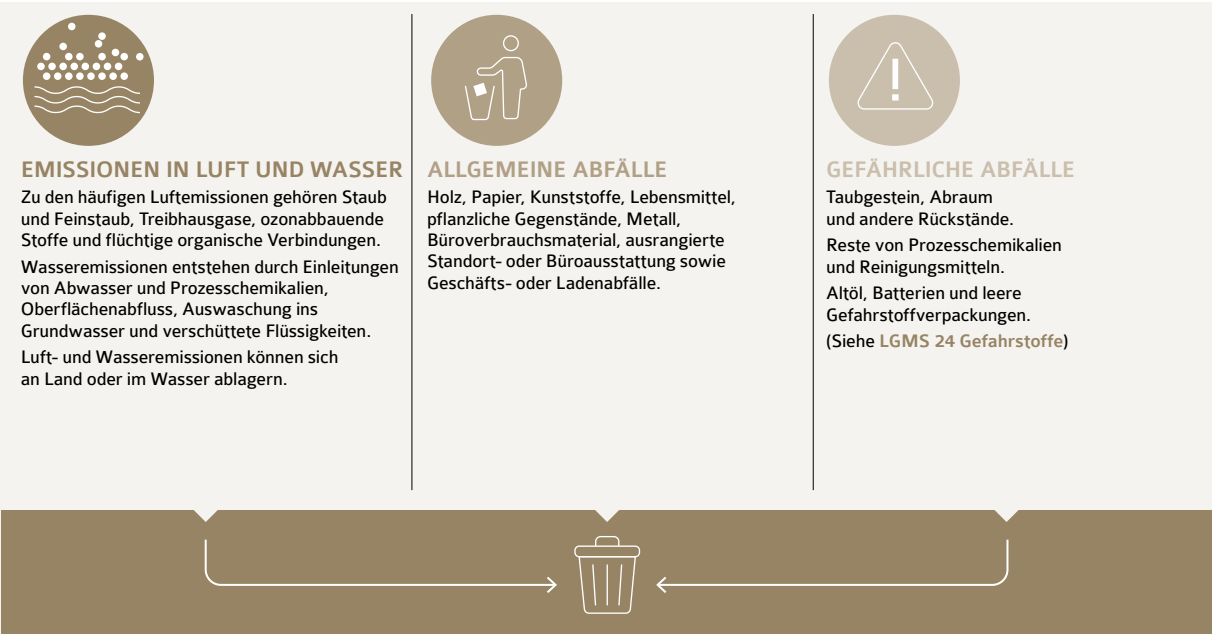 EMISSIONEN IN LUFT UND WASSER
Zu den häufigen Luftemissionen gehören Staub
und Feinstaub, Treibhausgase, ozonabbauende
Stoffe und flüchtige organische Verbindungen.
Wasseremissionen entstehen durch Einleitungen
von Abwasser und Prozesschemikalien,
Oberflächenabfluss, Auswaschung ins
Grundwasser und verschüttete Flüssigkeiten.
Luft- und Wasseremissionen können sich
an Land oder im Wasser ablagern.
ALLGEMEINE ABFÄLLE
Holz, Papier, Kunststoffe, Lebensmittel,
pflanzliche Gegenstände, Metall,
Büroverbrauchsmaterial, ausrangierte
Standort- oder Büroausstattung sowie
Geschäfts- oder Ladenabfälle.
GEFÄHRLICHE ABFÄLLE
Taubgestein, Abraum
und andere Rückstände.
Reste von Prozesschemikalien
und Reinigungsmitteln.
Altöl, Batterien und leere
Gefahrstoffverpackungen.
(Siehe LGMS 24 Gefahrstoffe)